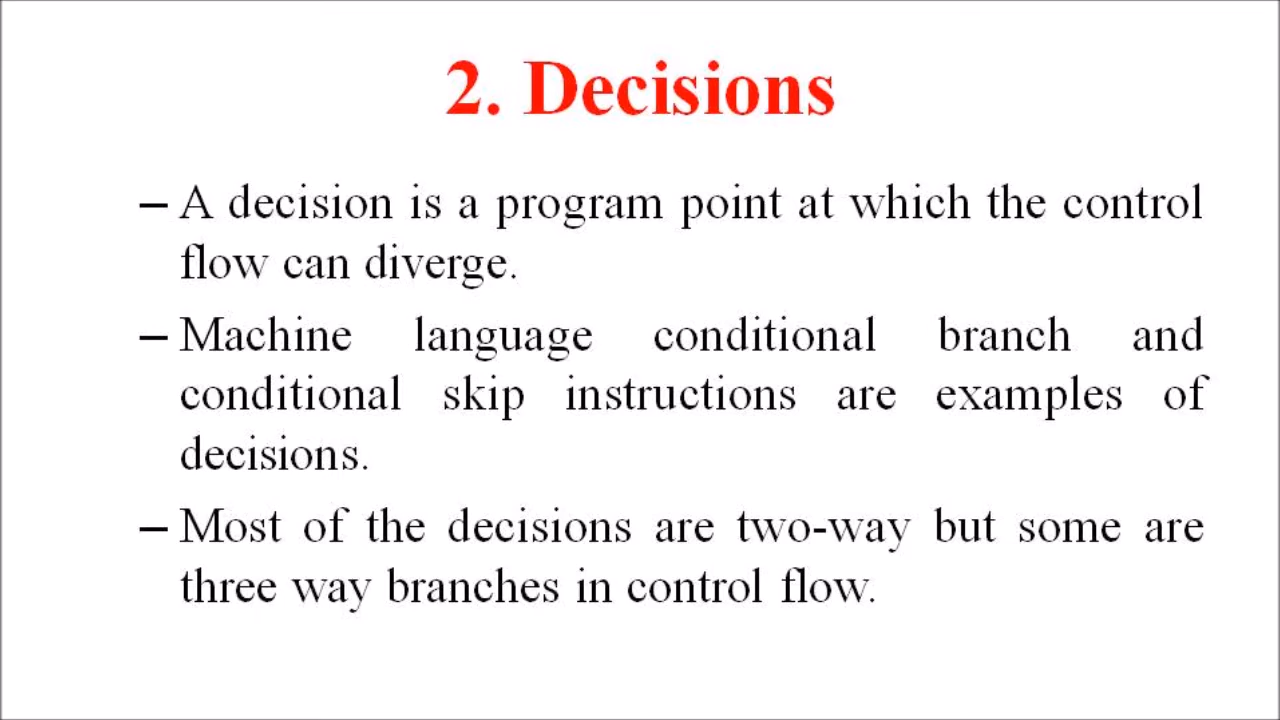 2. Decisions
– A decision is a program point at which the control
flow can diverge.
– Machine language conditional branch and
conditional skip instructions are examples of
decisions.
– Most of the decisions are two-way but some are
three way branches in control flow.